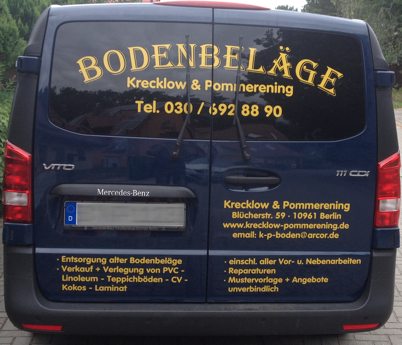 BODENBELÄGE
Krecklow & Pommerening
Tel. 030 / 692 88 90
VITO
111 CDI
Mercedes-Benz
D
Krecklow & Pommerening
Blücherstr. 59 · 10961 Berlin
www.krecklow-pommerening.de
email: k-p-boden@arcor.de
· Entsorgung alter Bodenbeläge
· Verkauf + Verlegung von PVC -
Linoleum - Teppichböden - CV -
Kokos - Laminat
· einschl. aller Vor- u. Nebenarbeiten
· Reparaturen
· Mustervorlage + Angebote
unverbindlich